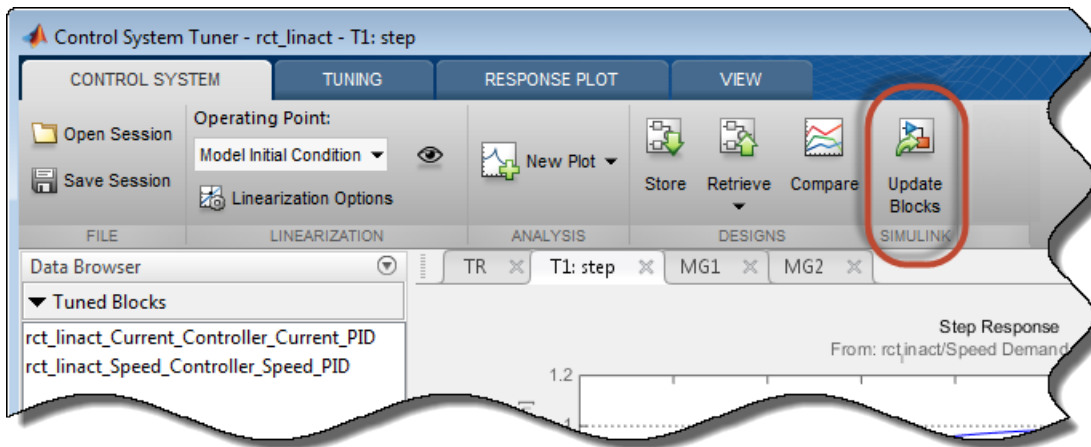 Control System Tuner - rct_linact - T1: step
CONTROL SYSTEM TUNING RESPONSE PLOT VIEW
Open Session
Save Session
FILE
Operating Point:
Model Initial Condition
Linearization Options
LINEARIZATION
New Plot
ANALYSIS
Store Retrieve Compare
DESIGNS
Update
Blocks
SIMULINK
Data Browser
Tuned Blocks
rct_linact_Current_Controller_Current_PID
rct_linact_Speed_Controller_Speed_PID
TR T1: step MG1 MG2
Step Response
From: rct_linact/Speed Demand
1.2
1